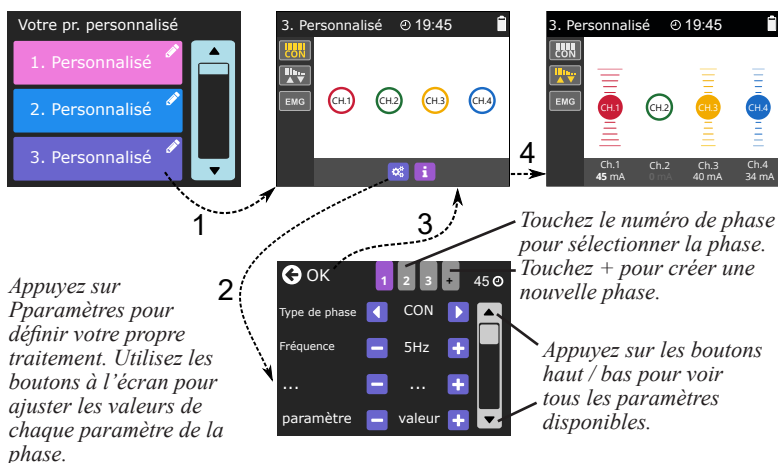 Votre pr. personnalisé
1. Personnalisé
2. Personnalisé
3. Personnalisé
3. Personnalisé 19:45
CON
EMG
CH.1 CH.2 CH.3 CH.4
3. Personnalisé 19:45
CON
EMG
CH.1 CH.2 CH.3 CH.4
Ch.1 Ch.2 Ch.3 Ch.4
45 mA 0 mA 40 mA 34 mA
1
2
3
4
Appuyez sur
Pparamètres pour
définir votre propre
traitement. Utilisez les
boutons à l'écran pour
ajuster les valeurs de
chaque paramètre de la
phase.
OK 1 2 3 + 45
Type de phase CON
Fréquence 5Hz
... ...
paramètre valeur
Touchez le numéro de phase
pour sélectionner la phase.
Touchez + pour créer une
nouvelle phase.
Appuyez sur les boutons
haut / bas pour voir
tous les paramètres
disponibles.